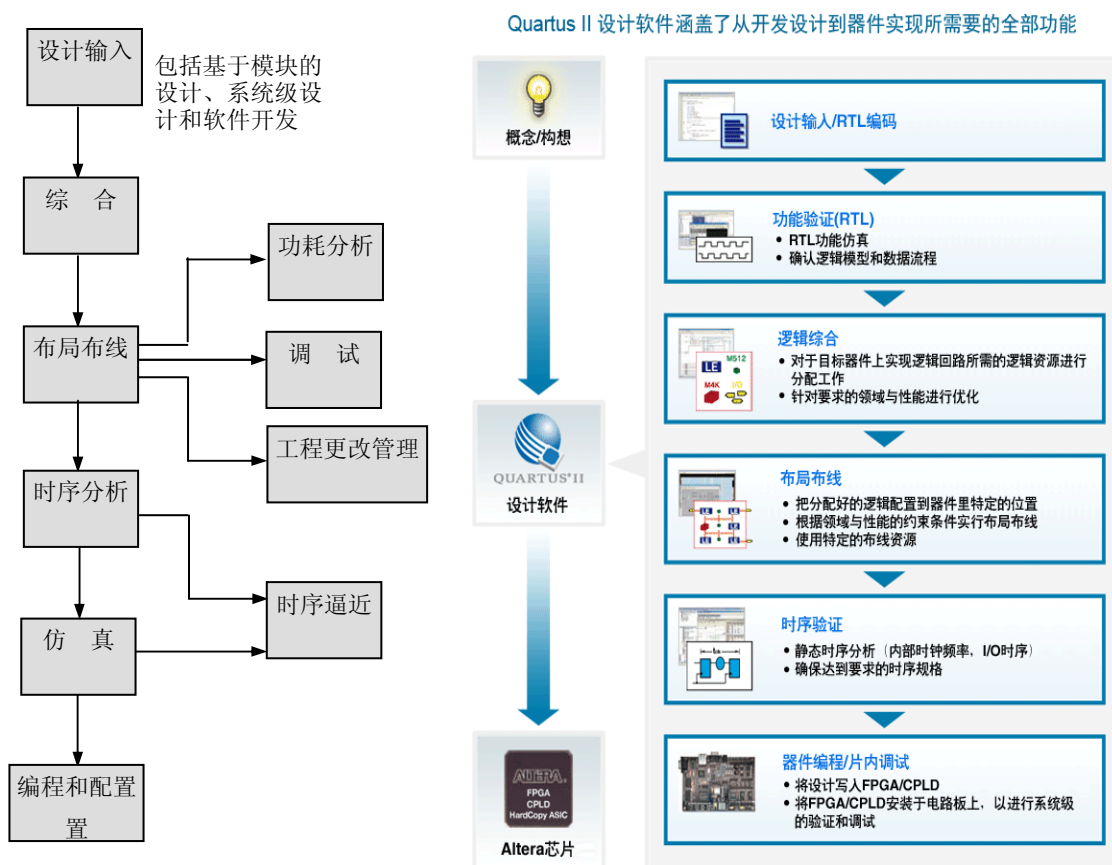 Quartus II 设计软件涵盖了从开发设计到器件实现所需要的全部功能
设计输入
包括基于模块的
设计、系统级设
计和软件开发
综 合
功耗分析
布局布线
调 试
工程更改管理
时序分析
时序逼近
仿 真
编程和配置
置
概念/构想
QUARTUS II
设计软件
ALTERA.
FPGA
CPLD
HardCopy ASIC
Altera芯片
设计输入/RTL编码
功能验证(RTL)
• RTL功能仿真
• 确认逻辑模型和数据流程
LE
M512
M4K
I/O
逻辑综合
• 对于目标器件上实现逻辑回路所需的逻辑资源进行
分配工作
• 针对要求的领域与性能进行优化
LE
LE
LE
LE
LE
布局布线
• 把分配好的逻辑配置到器件里特定的位置
• 根据领域与性能的约束条件实行布局布线
• 使用特定的布线资源
时序验证
• 静态时序分析（内部时钟频率，I/O时序）
• 确保达到要求的时序规格
器件编程/片内调试
• 将设计写入FPGA/CPLD
• 将FPGA/CPLD安装于电路板上，以进行系统级
的验证和调试